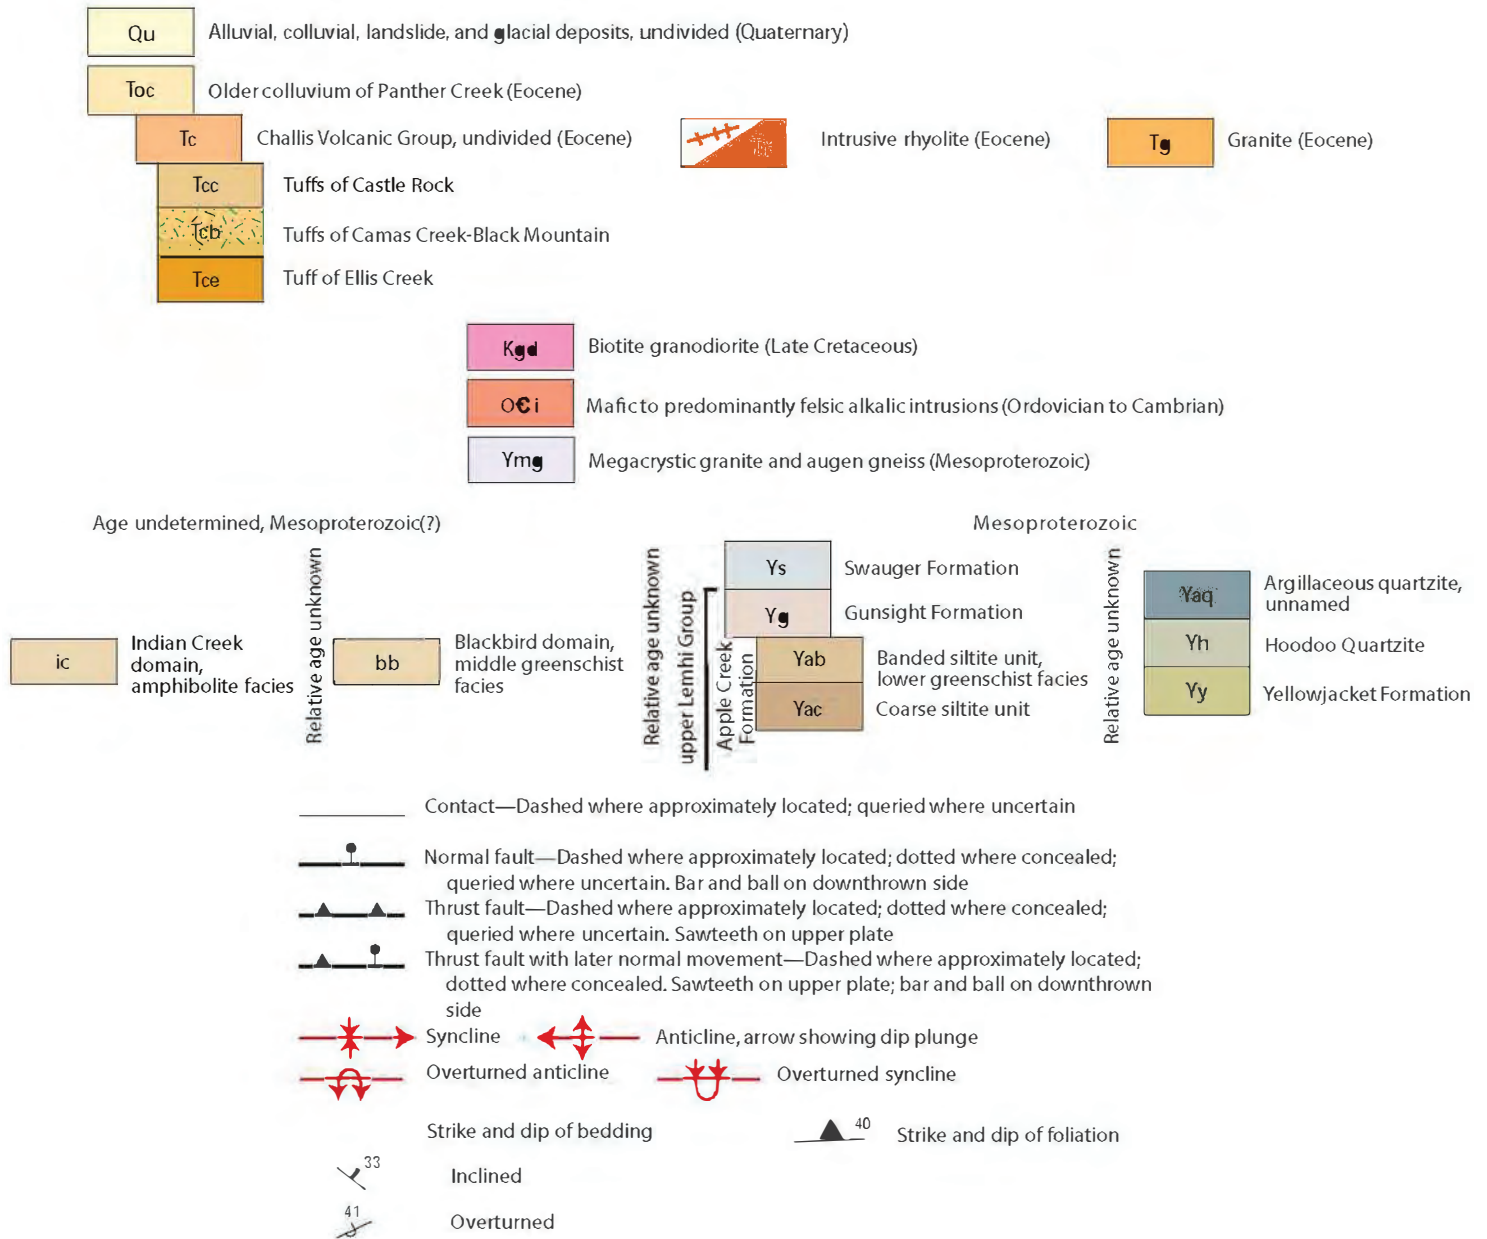 Qu
Alluvial, colluvial, landslide, and glacial deposits, undivided (Quaternary)
Toc
Older colluvium of Panther Creek (Eocene)
Tc
Challis Volcanic Group, undivided (Eocene)
Intrusive rhyolite (Eocene)
Tg
Granite (Eocene)
Tcc
Tuffs of Castle Rock
Tcb
Tuffs of Camas Creek-Black Mountain
Tce
Tuff of Ellis Creek
Kgd
Biotite granodiorite (Late Cretaceous)
O€i
Mafic to predominantly felsic alkalic intrusions (Ordovician to Cambrian)
Ymg
Megacrystic granite and augen gneiss (Mesoproterozoic)
Age undetermined, Mesoproterozoic(?)
ic
Indian Creek
domain,
amphibolite facies
Relative age unknown
bb
Blackbird domain,
middle greenschist
facies
Mesoproterozoic
Relative age unknown
upper Lemhi Group
Ys
Swauger Formation
Yg
Gunsight Formation
Apple Creek
Formation
Yab
Banded siltite unit,
lower greenschist facies
Yac
Coarse siltite unit
Relative age unknown
Yaq
Argillaceous quartzite,
unnamed
Yh
Hoodoo Quartzite
Yy
Yellowjacket Formation
Contact—Dashed where approximately located; queried where uncertain
Normal fault—Dashed where approximately located; dotted where concealed;
queried where uncertain. Bar and ball on downthrown side
Thrust fault—Dashed where approximately located; dotted where concealed;
queried where uncertain. Sawteeth on upper plate
Thrust fault with later normal movement—Dashed where approximately located;
dotted where concealed. Sawteeth on upper plate; bar and ball on downthrown
side
Syncline
Anticline, arrow showing dip plunge
Overturned anticline
Overturned syncline
Strike and dip of bedding
40
Strike and dip of foliation
33
Inclined
41
Overturned